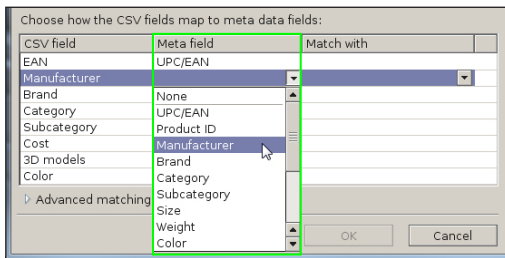 Choose how the CSV fields map to meta data fields:
CSV field Meta field Match with
EAN UPC/EAN
Manufacturer
Brand
Category
Subcategory
Cost
3D models
Color
None
UPC/EAN
Product ID
Manufacturer
Brand
Category
Subcategory
Size
Weight
Color
Advanced matching
OK Cancel